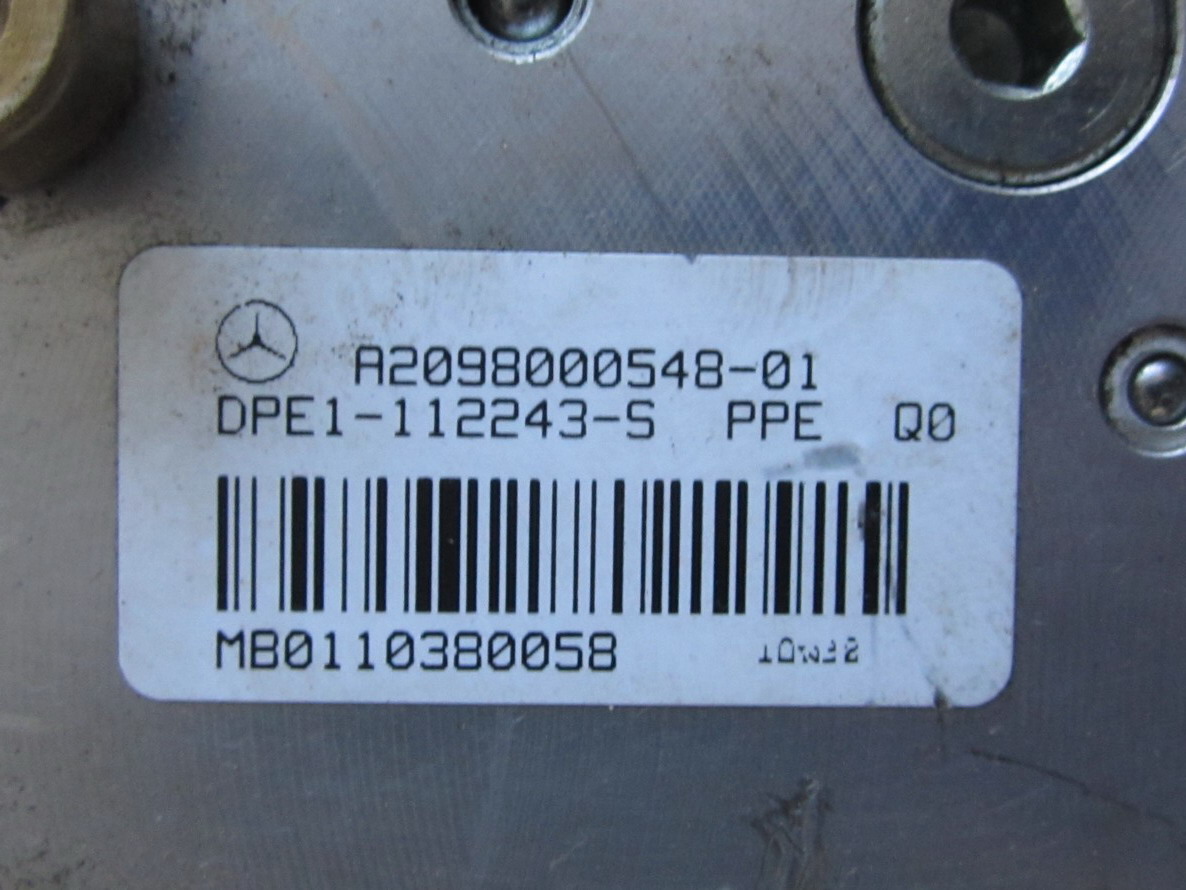 A2098000548-01
DPE1-112243-S PPE Q0
MB0110380058